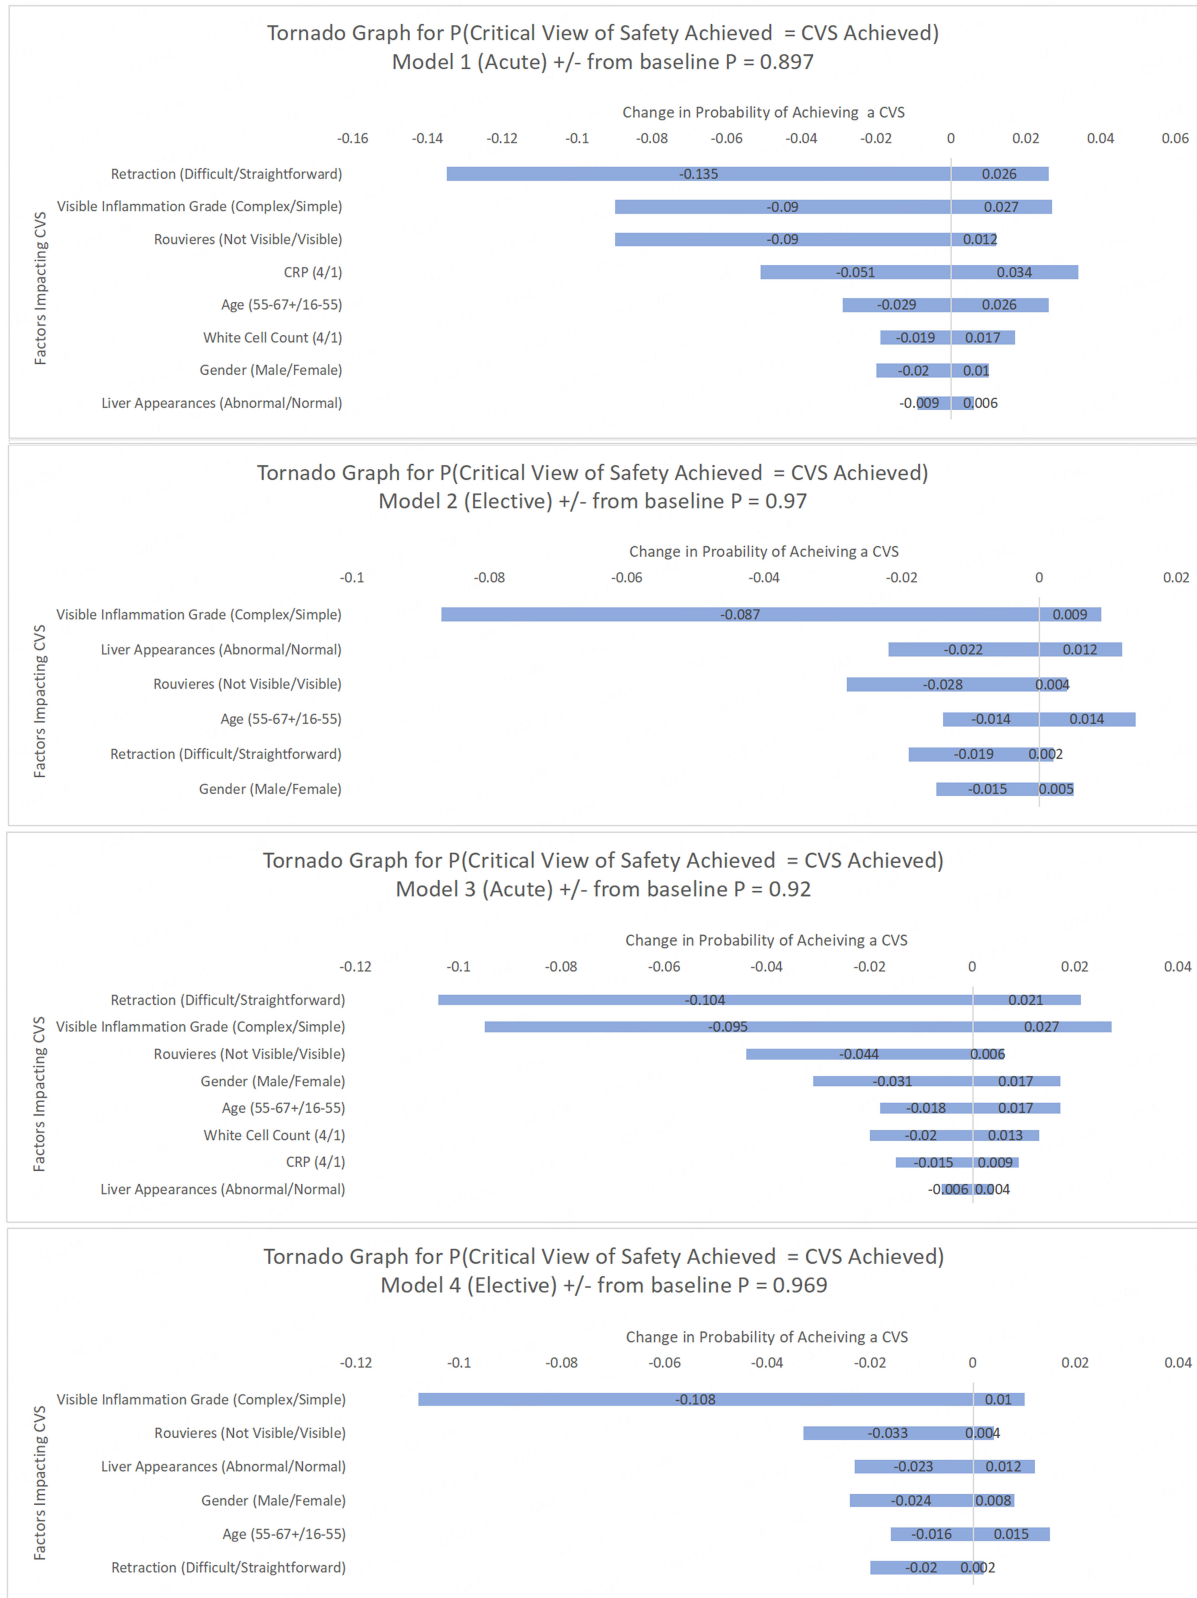 Tornado Graph for P(Critical View of Safety Achieved = CVS Achieved)
Model 1 (Acute) +/- from baseline P = 0.897
Change in Probability of Achieving a CVS
-0.16 -0.14 -0.12 -0.1 -0.08 -0.06 -0.04 -0.02 0 0.02 0.04 0.06
Factors Impacting CVS
Retraction (Difficult/Straightforward) -0.135 0.026
Visible Inflammation Grade (Complex/Simple) -0.09 0.027
Rouvieres (Not Visible/Visible) -0.09 0.012
CRP (4/1) -0.051 0.034
Age (55-67+/16-55) -0.029 0.026
White Cell Count (4/1) -0.019 0.017
Gender (Male/Female) -0.02 0.01
Liver Appearances (Abnormal/Normal) -0.009 0.006
Tornado Graph for P(Critical View of Safety Achieved = CVS Achieved)
Model 2 (Elective) +/- from baseline P = 0.97
Change in Proability of Acheiving a CVS
-0.1 -0.08 -0.06 -0.04 -0.02 0 0.02
Factors Impacting CVS
Visible Inflammation Grade (Complex/Simple) -0.087 0.009
Liver Appearances (Abnormal/Normal) -0.022 0.012
Rouvieres (Not Visible/Visible) -0.028 0.004
Age (55-67+/16-55) -0.014 0.014
Retraction (Difficult/Straightforward) -0.019 0.002
Gender (Male/Female) -0.015 0.005
Tornado Graph for P(Critical View of Safety Achieved = CVS Achieved)
Model 3 (Acute) +/- from baseline P = 0.92
Change in Probability of Acheiving a CVS
-0.12 -0.1 -0.08 -0.06 -0.04 -0.02 0 0.02 0.04
Factors Impacting CVS
Retraction (Difficult/Straightforward) -0.104 0.021
Visible Inflammation Grade (Complex/Simple) -0.095 0.027
Rouvieres (Not Visible/Visible) -0.044 0.006
Gender (Male/Female) -0.031 0.017
Age (55-67+/16-55) -0.018 0.017
White Cell Count (4/1) -0.02 0.013
CRP (4/1) -0.015 0.009
Liver Appearances (Abnormal/Normal) -0.006 0.004
Tornado Graph for P(Critical View of Safety Achieved = CVS Achieved)
Model 4 (Elective) +/- from baseline P = 0.969
Change in Probability of Acheiving a CVS
-0.12 -0.1 -0.08 -0.06 -0.04 -0.02 0 0.02 0.04
Factors Impacting CVS
Visible Inflammation Grade (Complex/Simple) -0.108 0.01
Rouvieres (Not Visible/Visible) -0.033 0.004
Liver Appearances (Abnormal/Normal) -0.023 0.012
Gender (Male/Female) -0.024 0.008
Age (55-67+/16-55) -0.016 0.015
Retraction (Difficult/Straightforward) -0.02 0.002